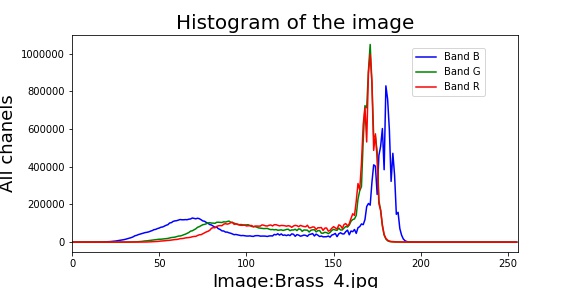 Histogram of the image
All chanels
1000000
800000
600000
400000
200000
0
Band B
Band G
Band R
0 50 100 150 200 250
Image:Brass_4.jpg